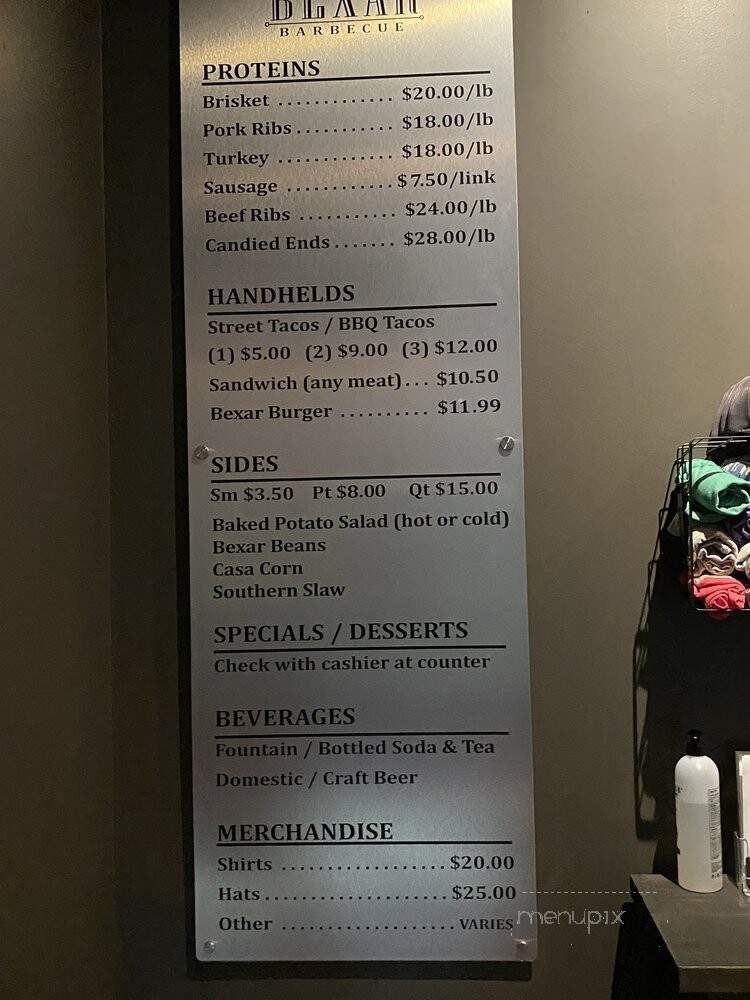 BEXAR
BARBECUE
PROTEINS
Brisket ............. $20.00/lb
Pork Ribs........... $18.00/lb
Turkey ............. $18.00/lb
Sausage ............ $7.50/link
Beef Ribs ........... $24.00/lb
Candied Ends....... $28.00/lb
HANDHELDS
Street Tacos / BBQ Tacos
(1) $5.00 (2) $9.00 (3) $12.00
Sandwich (any meat)... $10.50
Bexar Burger .......... $11.99
SIDES
Sm $3.50 Pt $8.00 Qt $15.00
Baked Potato Salad (hot or cold)
Bexar Beans
Casa Corn
Southern Slaw
SPECIALS / DESSERTS
Check with cashier at counter
BEVERAGES
Fountain / Bottled Soda & Tea
Domestic / Craft Beer
MERCHANDISE
Shirts .................. $20.00
Hats.................... $25.00
Other ................... VARIES
menupix